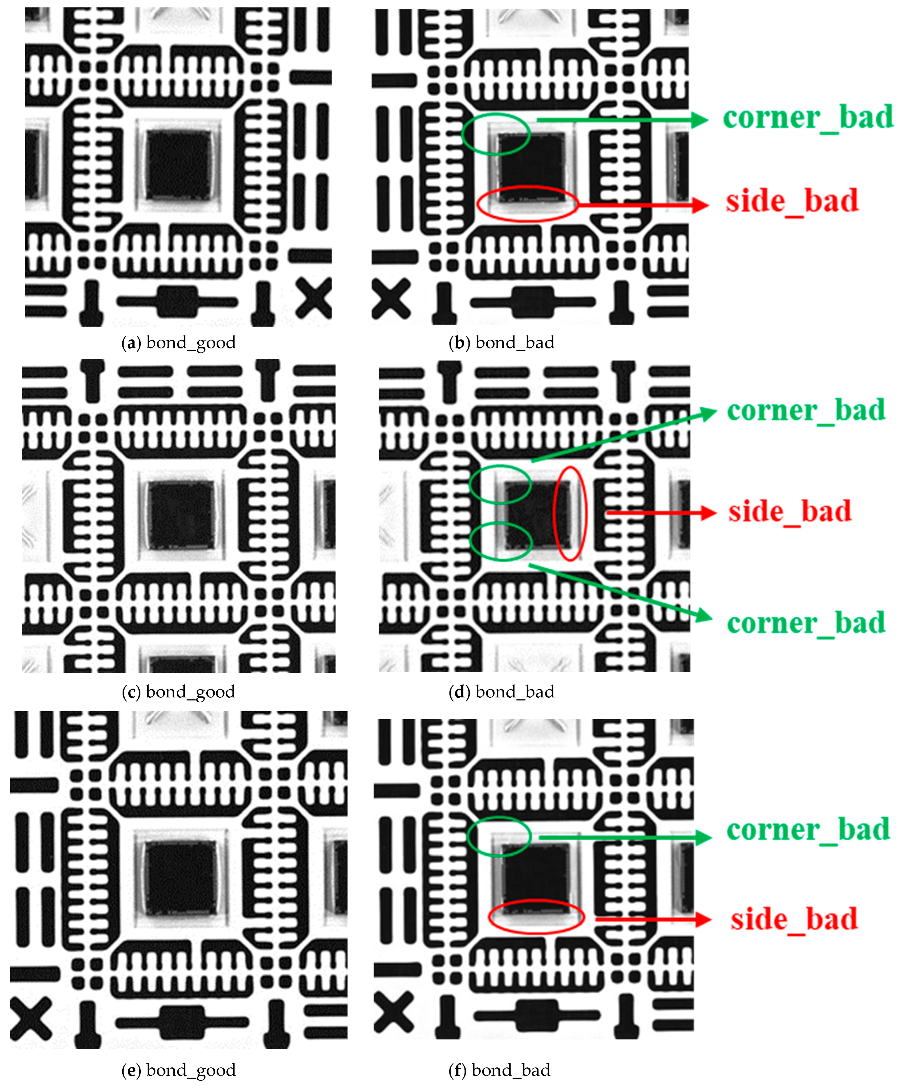 corner_bad
side_bad
(a) bond_good
(b) bond_bad
corner_bad
side_bad
corner_bad
(c) bond_good
(d) bond_bad
corner_bad
side_bad
(e) bond_good
(f) bond_bad